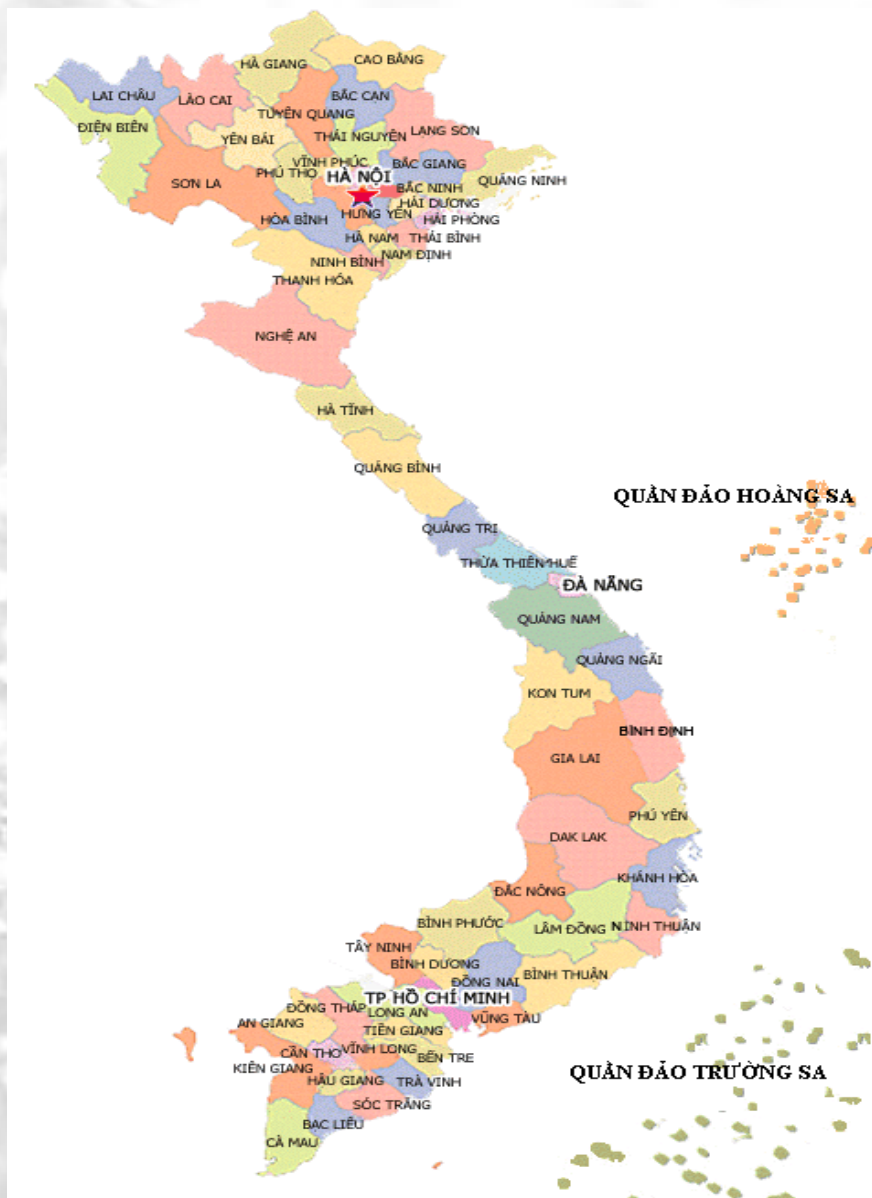 HÀ GIANG
CAO BẰNG
LAI CHÂU
LÀO CAI
BẮC CẠN
TUYÊN QUANG
ĐIỆN BIÊN
YÊN BÁI
THÁI NGUYÊN
LẠNG SƠN
VĨNH PHÚC
BẮC GIANG
PHÚ THỌ
HÀ NỘI
SƠN LA
BẮC NINH
QUẢNG NINH
HẢI DƯƠNG
HÒA BÌNH
HƯNG YÊN
HẢI PHÒNG
HÀ NAM
THÁI BÌNH
NINH BÌNH
NAM ĐỊNH
THANH HÓA
NGHỆ AN
HÀ TĨNH
QUẢNG BÌNH
QUẦN ĐẢO HOÀNG SA
QUẢNG TRỊ
THỪA THIÊN HUẾ
ĐÀ NẴNG
QUẢNG NAM
QUẢNG NGÃI
KON TUM
BÌNH ĐỊNH
GIA LAI
PHÚ YÊN
DAK LAK
KHÁNH HÒA
ĐẮC NÔNG
BÌNH PHƯỚC
LÂM ĐỒNG
NINH THUẬN
TÂY NINH
BÌNH DƯƠNG
BÌNH THUẬN
ĐỒNG NAI
TP HỒ CHÍ MINH
ĐỒNG THÁP
LONG AN
VŨNG TÀU
AN GIANG
TIỀN GIANG
CẦN THƠ
VĨNH LONG
BẾN TRE
KIÊN GIANG
HẬU GIANG
TRÀ VINH
QUẦN ĐẢO TRƯỜNG SA
SÓC TRĂNG
BẠC LIÊU
CÀ MAU